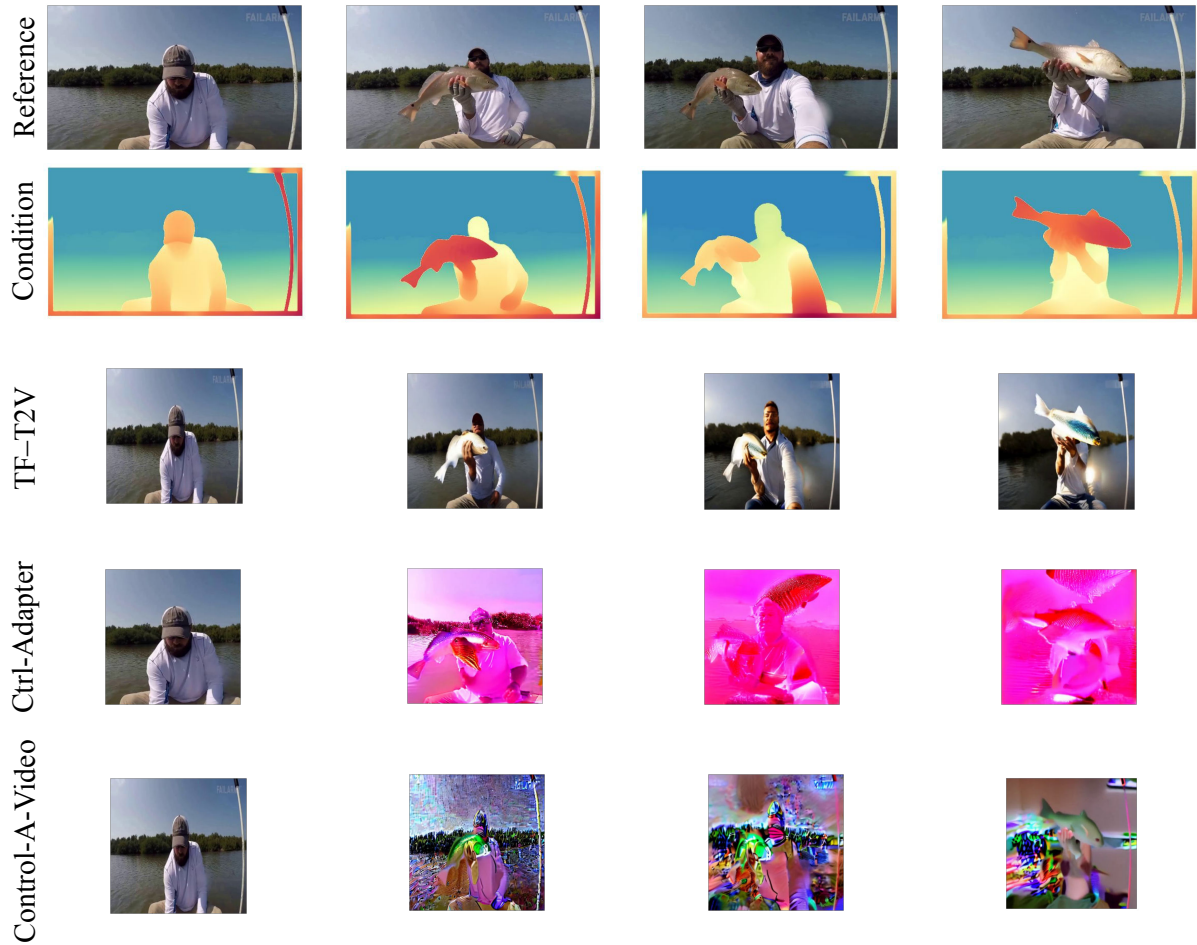 Reference
FAILARMY
FAILARMY
FAILARMY
FAILARMY
Condition
TF–T2V
Ctrl-Adapter
Control-A-Video